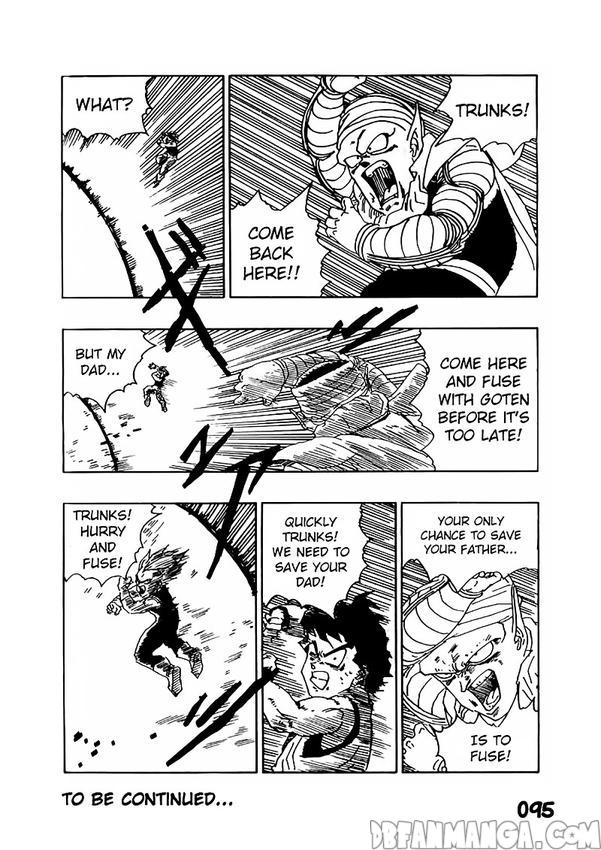 WHAT?
TRUNKS!
COME
BACK
HERE!!
BUT MY
DAD...
COME HERE
AND FUSE
WITH GOTEN
BEFORE IT'S
TOO LATE!
TRUNKS!
HURRY
AND
FUSE!
QUICKLY
TRUNKS!
WE NEED TO
SAVE YOUR
DAD!
YOUR ONLY
CHANCE TO SAVE
YOUR FATHER...
IS TO
FUSE!
TO BE CONTINUED...
095
DBFANMANGA.COM